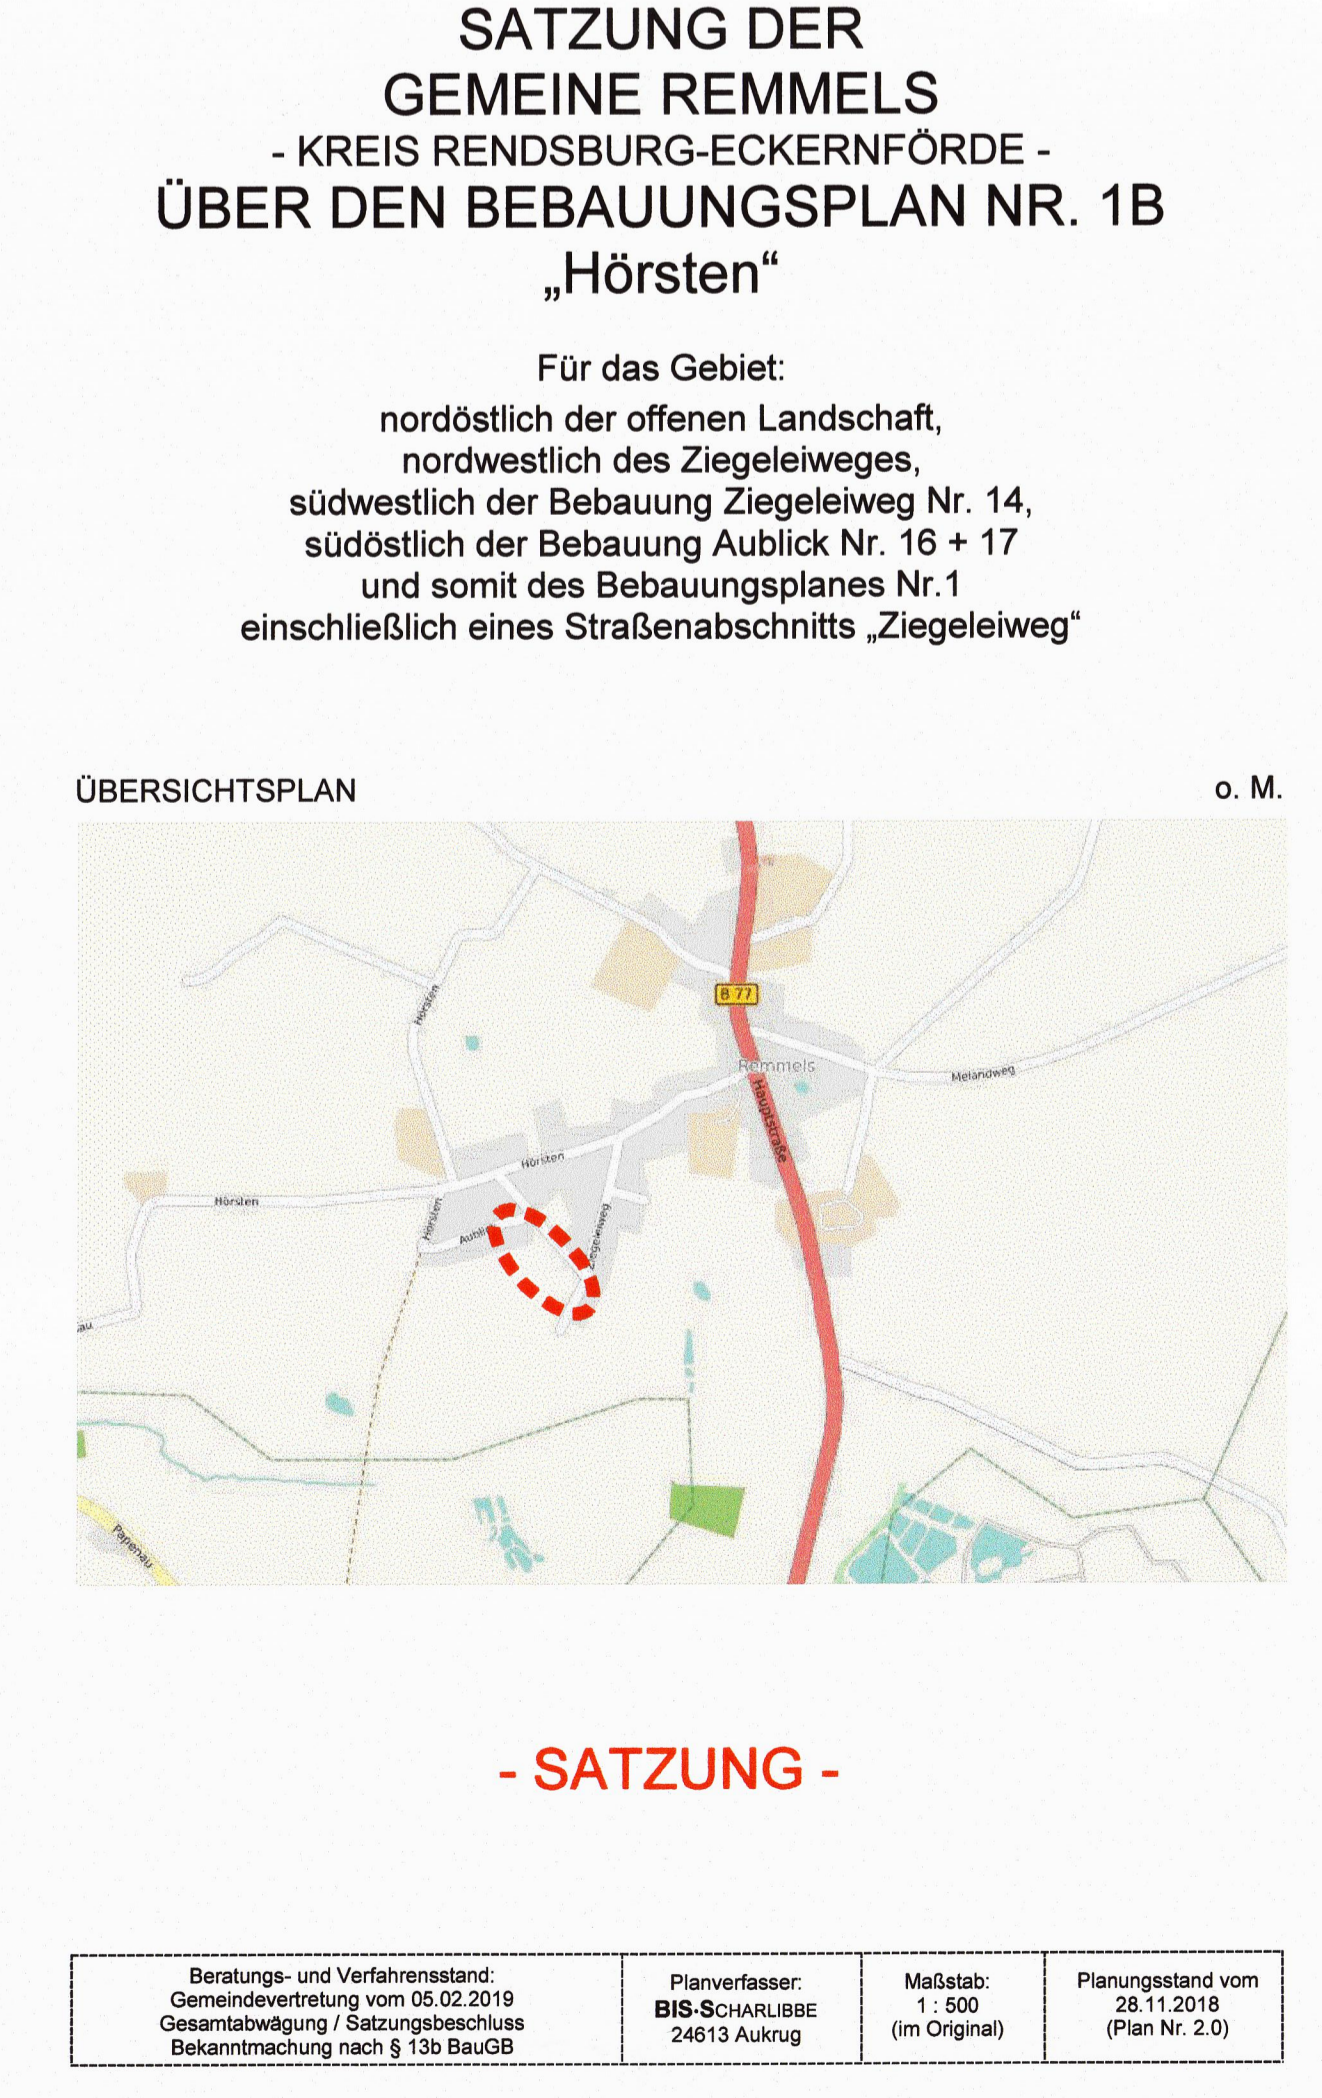 SATZUNG DER
GEMEINE REMMELS
- KREIS RENDSBURG-ECKERNFÖRDE -
ÜBER DEN BEBAUUNGSPLAN NR. 1B
„Hörsten“
Für das Gebiet:
nordöstlich der offenen Landschaft,
nordwestlich des Ziegeleiweges,
südwestlich der Bebauung Ziegeleiweg Nr. 14,
südöstlich der Bebauung Aublick Nr. 16 + 17
und somit des Bebauungsplanes Nr.1
einschließlich eines Straßenabschnitts „Ziegeleiweg“
ÜBERSICHTSPLAN
o. M.
B 77
Hörsten
Remmels
Melandweg
Hauptstraße
Hörsten
Hörsten
Hörsten
Aubli
Ziegeleiweg
au
Papenau
- SATZUNG -
Beratungs- und Verfahrensstand:
Gemeindevertretung vom 05.02.2019
Gesamtabwägung / Satzungsbeschluss
Bekanntmachung nach § 13b BauGB
Planverfasser:
BIS·SCHARLIBBE
24613 Aukrug
Maßstab:
1 : 500
(im Original)
Planungsstand vom
28.11.2018
(Plan Nr. 2.0)